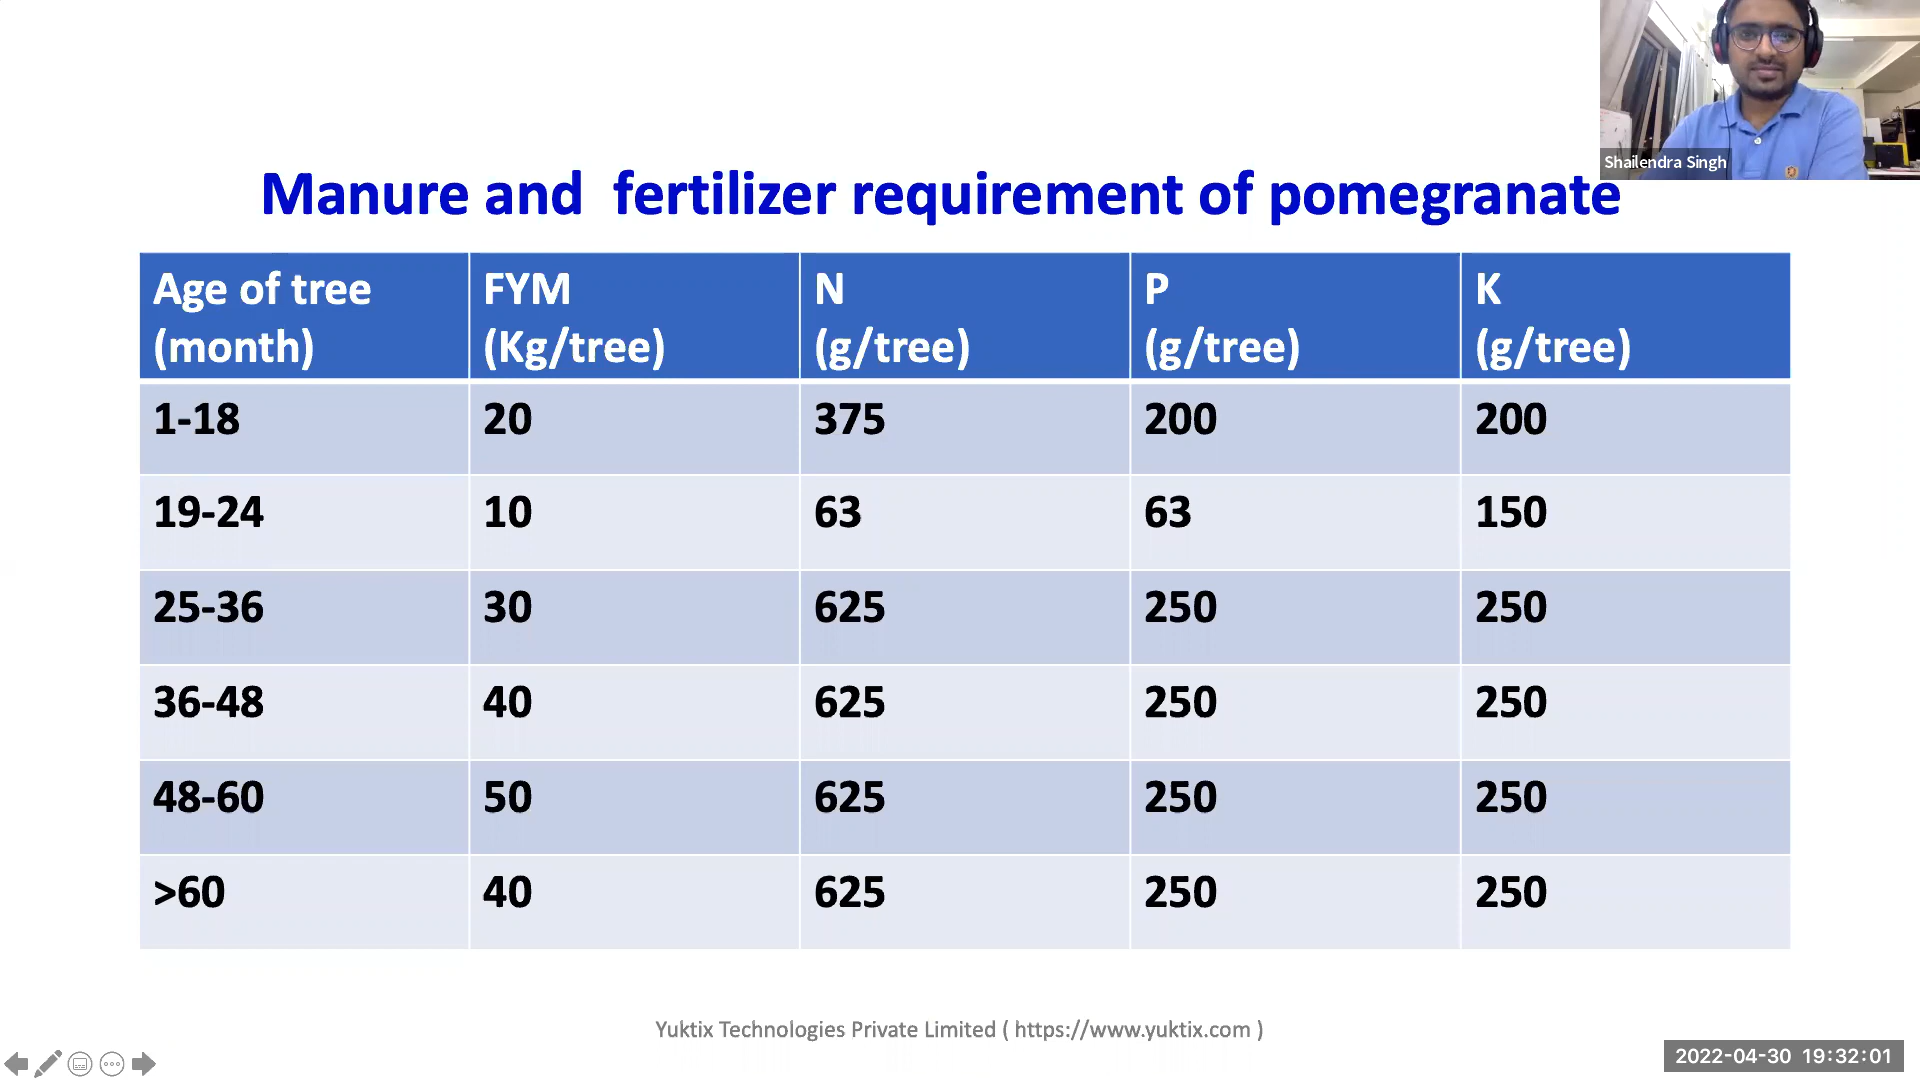 Shailendra Singh
Manure and fertilizer requirement of pomegranate
Age of tree (month) FYM (Kg/tree) N (g/tree) P (g/tree) K (g/tree)
1-18 20 375 200 200
19-24 10 63 63 150
25-36 30 625 250 250
36-48 40 625 250 250
48-60 50 625 250 250
>60 40 625 250 250
Yuktix Technologies Private Limited ( https://www.yuktix.com )
2022-04-30 19:32:01